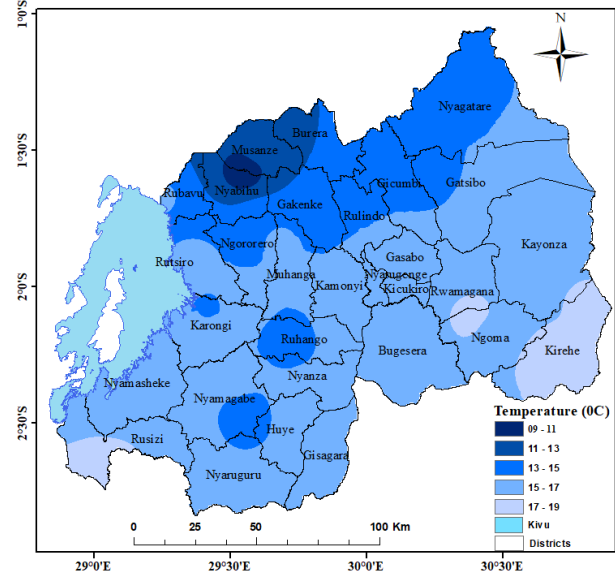 1°0'S
N
Nyagatare
Burera
Musanze
1°30'S
Gicumbi
Gatsibo
Rubavu
Nyabihu
Gakenke
Rulindo
Ngororero
Kayonza
Gasabo
Rutsiro
Muhanga
Nyarugenge
Kamonyi
Kicukiro
Rwamagana
2°0'S
Karongi
Ruhango
Bugesera
Ngoma
Kirehe
Nyanza
Nyamasheke
Nyamagabe
Huye
Rusizi
Gisagara
Nyaruguru
2°30'S
Temperature (0C)
09 - 11
11 - 13
13 - 15
15 - 17
17 - 19
Kivu
Districts
0 25 50 100 Km
29°0'E 29°30'E 30°0'E 30°30'E